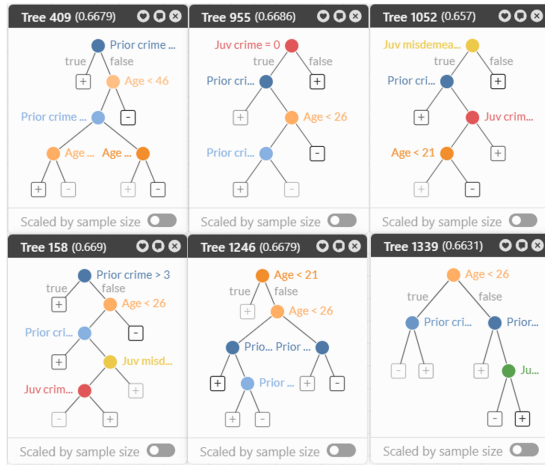 Tree 409 (0.6679)
Prior crime ...
true
false
Age < 46
Prior crime ...
Age ...
Age ...
Scaled by sample size
Tree 955 (0.6686)
Juv crime = 0
true
false
Prior cri...
Age < 26
Prior cri...
Scaled by sample size
Tree 1052 (0.657)
Juv misdemea...
true
false
Prior cri...
Juv crim...
Age < 21
Scaled by sample size
Tree 158 (0.669)
Prior crime > 3
true
false
Age < 26
Prior cri...
Juv misd...
Juv crim...
Scaled by sample size
Tree 1246 (0.6679)
Age < 21
true
false
Age < 26
Prio...
Prior ...
Prior ...
Scaled by sample size
Tree 1339 (0.6631)
Age < 26
true
false
Prior cri...
Prior...
Ju...
Scaled by sample size